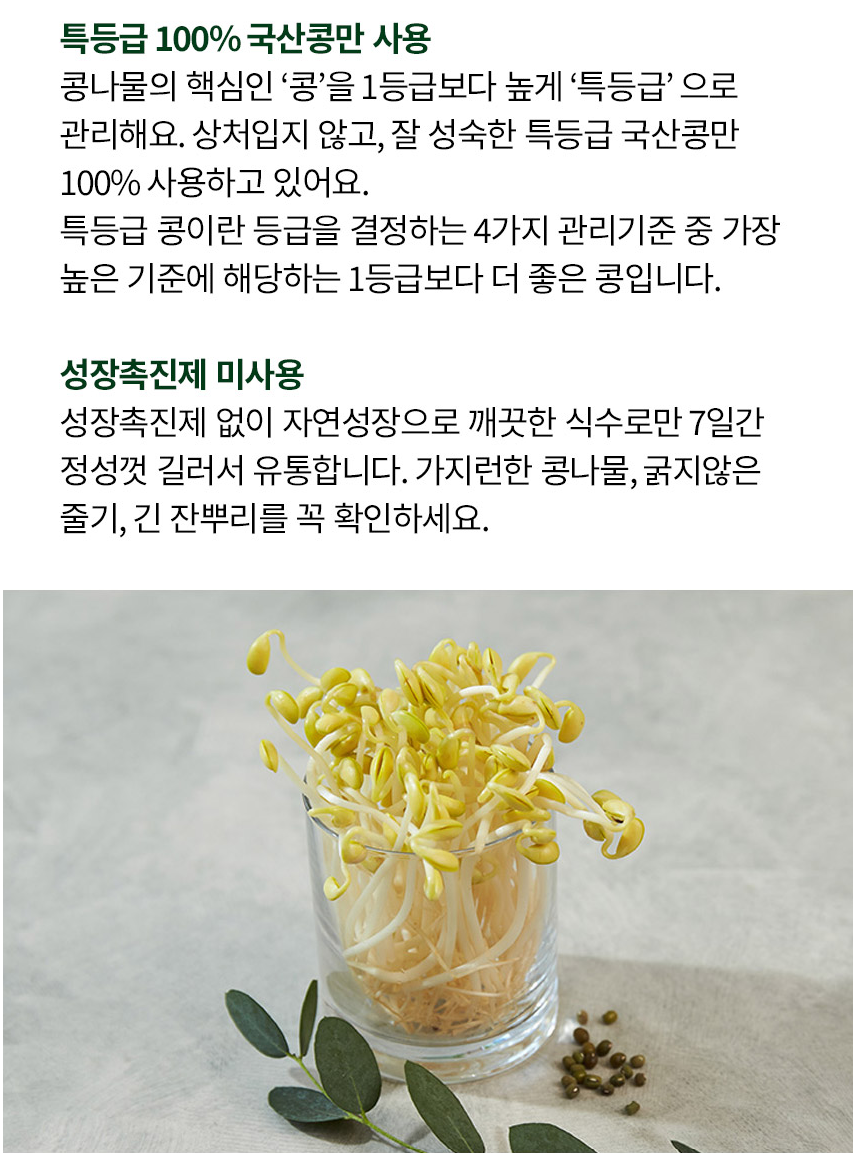 특등급 100% 국산콩만 사용
콩나물의 핵심인 ‘콩’을 1등급보다 높게 ‘특등급’ 으로
관리해요. 상처입지 않고, 잘 성숙한 특등급 국산콩만
100% 사용하고 있어요.
특등급 콩이란 등급을 결정하는 4가지 관리기준 중 가장
높은 기준에 해당하는 1등급보다 더 좋은 콩입니다.
성장촉진제 미사용
성장촉진제 없이 자연성장으로 깨끗한 식수로만 7일간
정성껏 길러서 유통합니다. 가지런한 콩나물, 굵지않은
줄기, 긴 잔뿌리를 꼭 확인하세요.